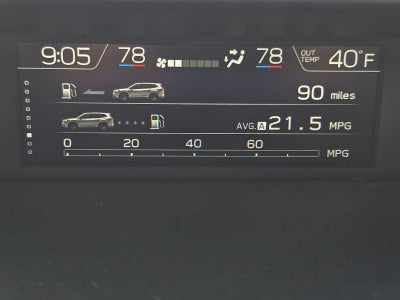 9:05 78 78 OUT TEMP 40°F
90 miles
AVG. A 21.5 MPG
0 20 40 60
MPG